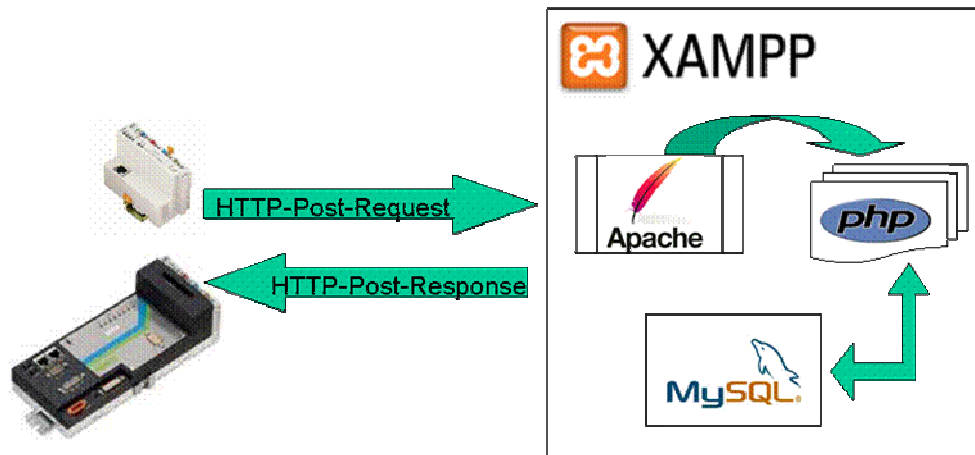 XAMPP
HTTP-Post-Request
Apache
php
HTTP-Post-Response
MySQL